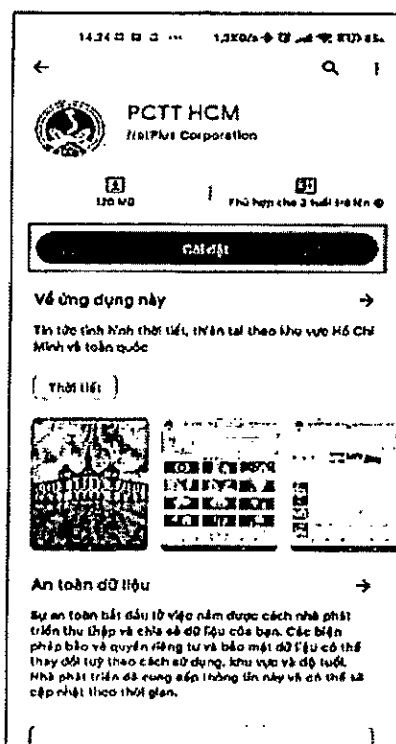 14:24
PCTT HCM
NetPlus Corporation
120 MB
Phù hợp cho 3 tuổi trở lên
Cài đặt
Về ứng dụng này
Tin tức tình hình thời tiết, thiên tai theo khu vực Hồ Chí
Minh và toàn quốc
Thời tiết
An toàn dữ liệu
Sự an toàn bắt đầu từ việc nắm được cách nhà phát
triển thu thập và chia sẻ dữ liệu của bạn. Các biện
pháp bảo vệ quyền riêng tư và bảo mật dữ liệu có thể
thay đổi tuỳ theo cách sử dụng, khu vực và độ tuổi.
Nhà phát triển đã cung cấp thông tin này và có thể sẽ
cập nhật theo thời gian.